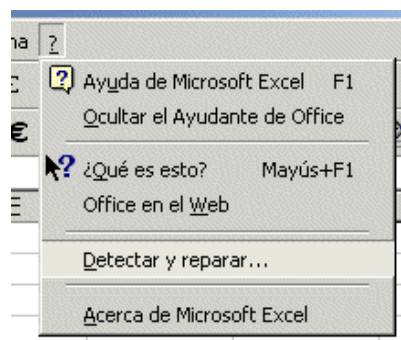 na ?
Ayuda de Microsoft Excel F1
Ocultar el Ayudante de Office
€
¿Qué es esto? Mayús+F1
Office en el Web
E
Detectar y reparar...
Acerca de Microsoft Excel